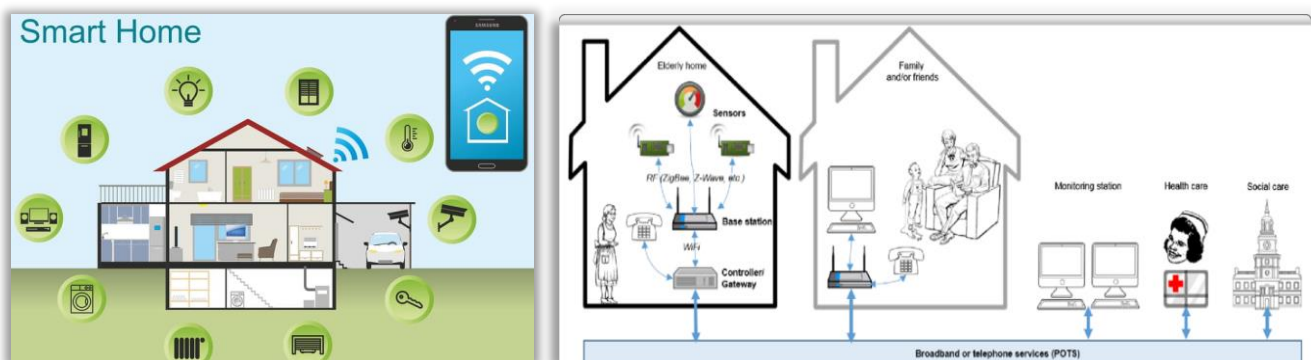 Smart Home
SAMSUNG
Elderly home
Sensors
RF (ZigBee, Z-Wave, etc.)
Base station
WiFi
Controller/
Gateway
Family
and/or friends
Monitoring station
Health care
Social care
Broadband or telephone services (POTS)